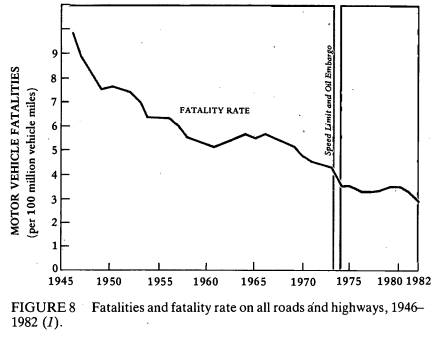 MOTOR VEHICLE FATALITIES
(per 100 million vehicle miles)
9
8
7
6
5
4
3
2
1
0
FATALITY RATE
Speed Limit and Oil Embargo
1945 1950 1955 1960 1965 1970 1975 1982
FIGURE 8 Fatalities and fatality rate on all roads and highways, 1946–
1982 (1).